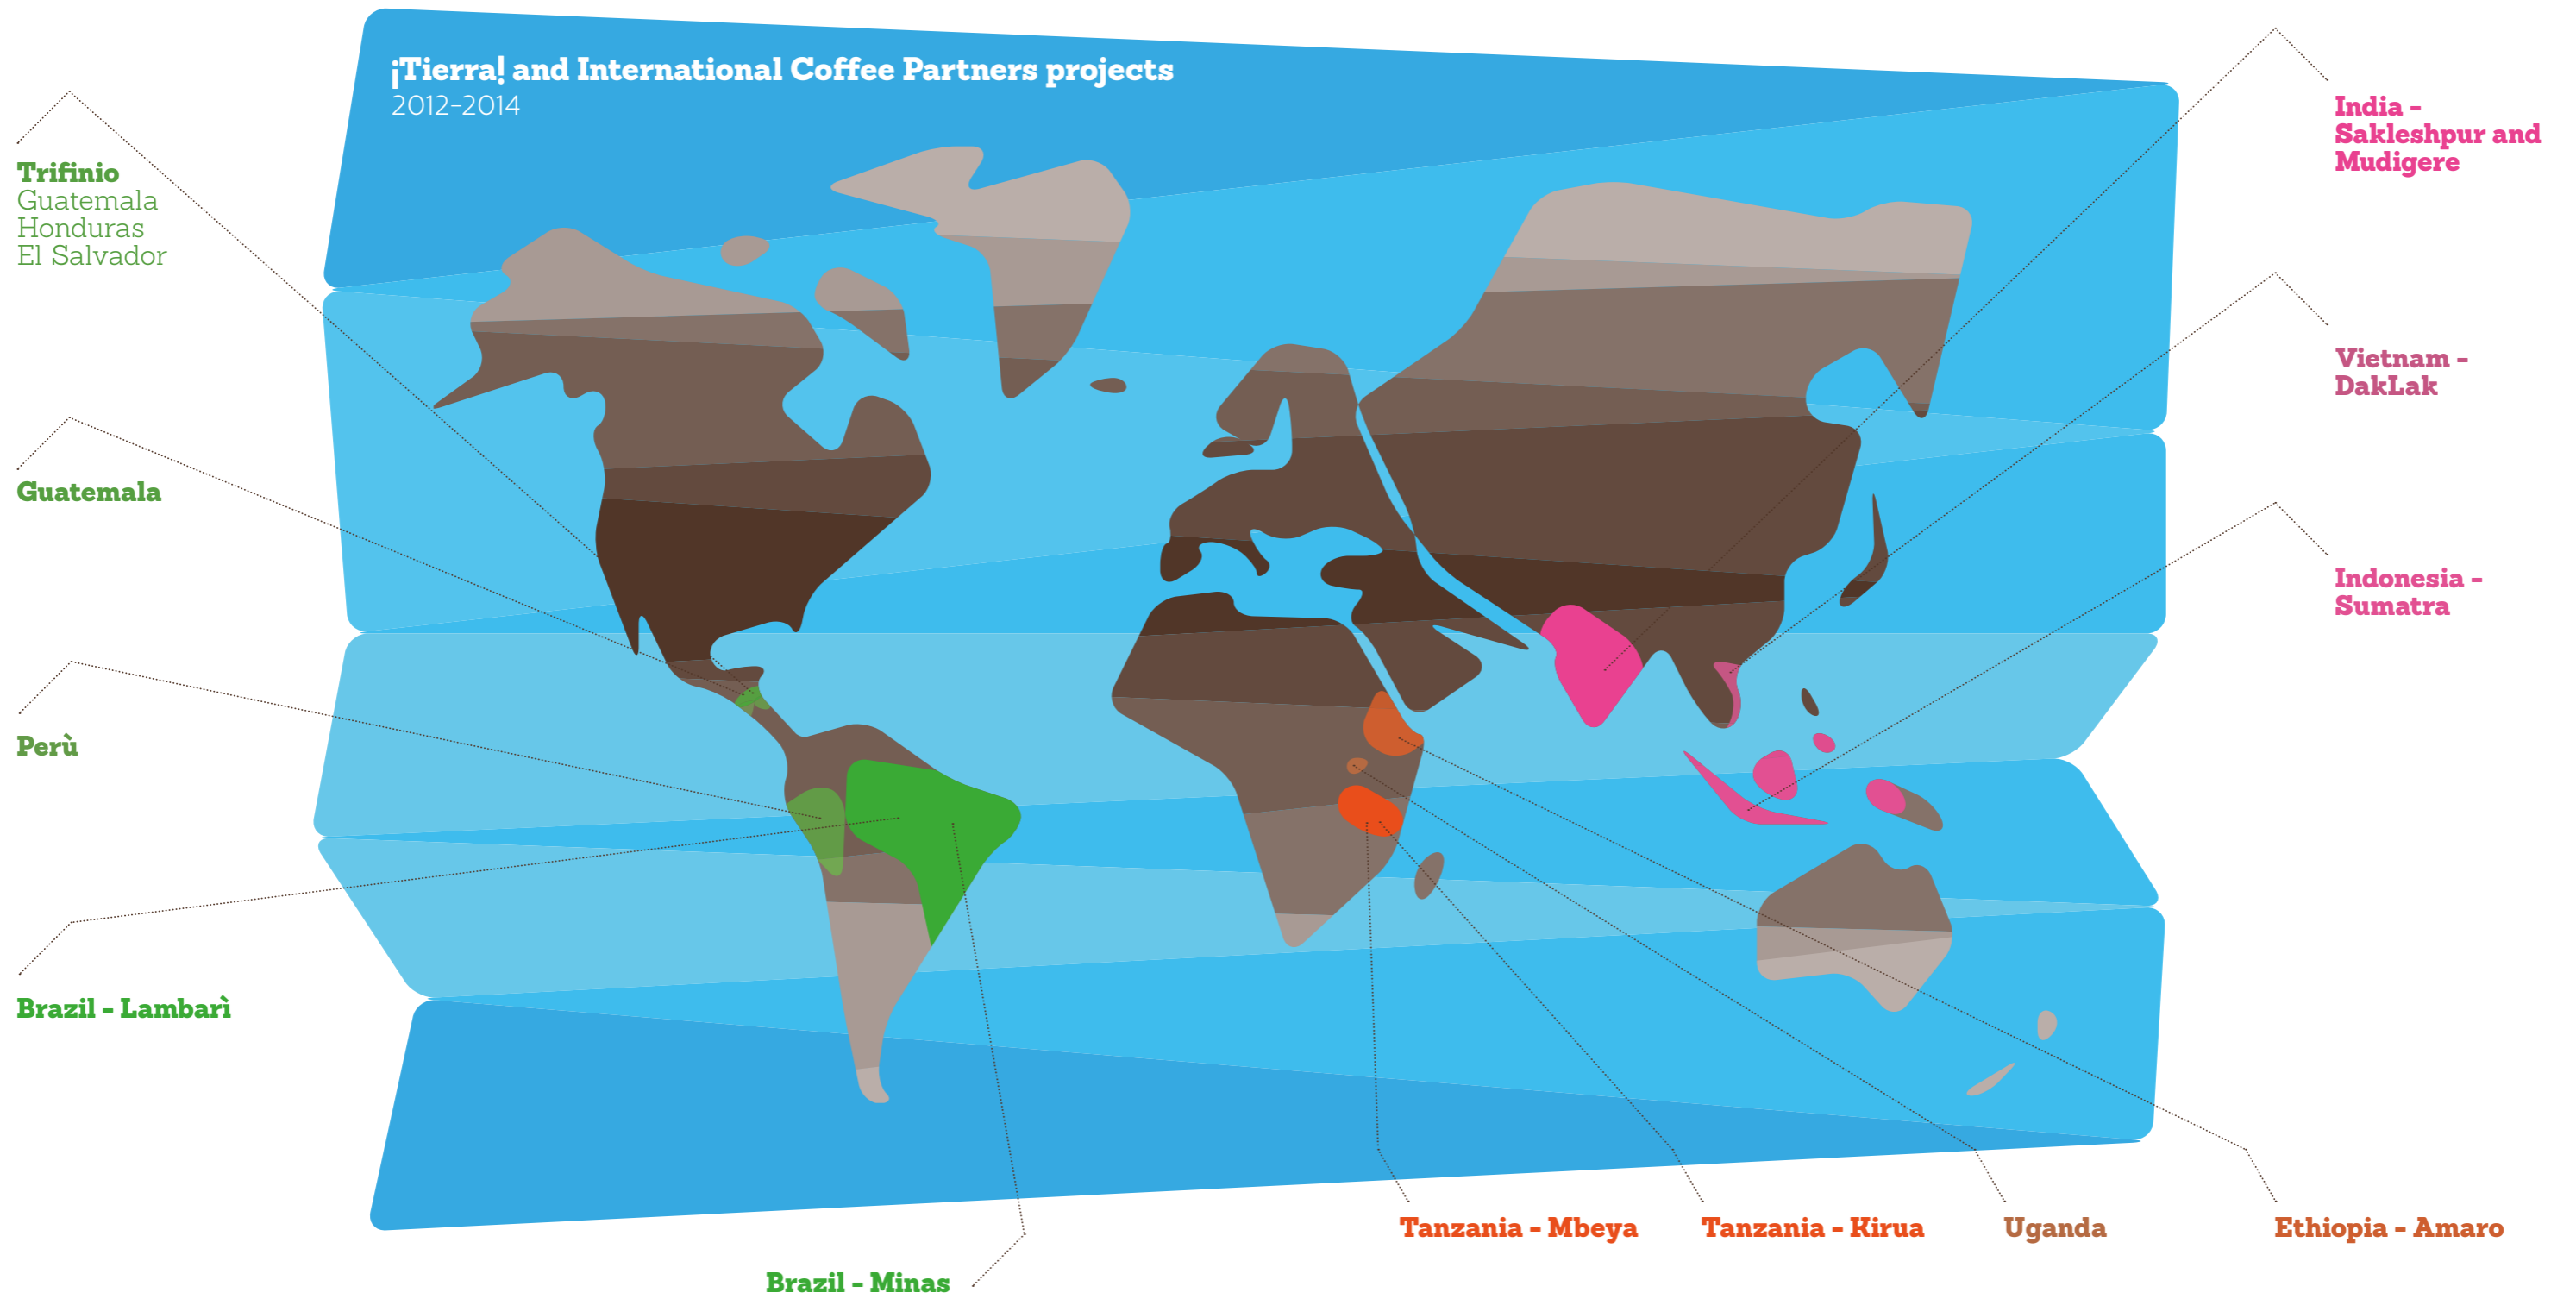 ¡Tierra! and International Coffee Partners projects
2012-2014
Trifinio
Guatemala
Honduras
El Salvador
Guatemala
Perù
Brazil - Lambarì
Brazil - Minas
Tanzania - Mbeya
Tanzania - Kirua
Uganda
Ethiopia - Amaro
India -
Sakleshpur and
Mudigere
Vietnam -
DakLak
Indonesia -
Sumatra